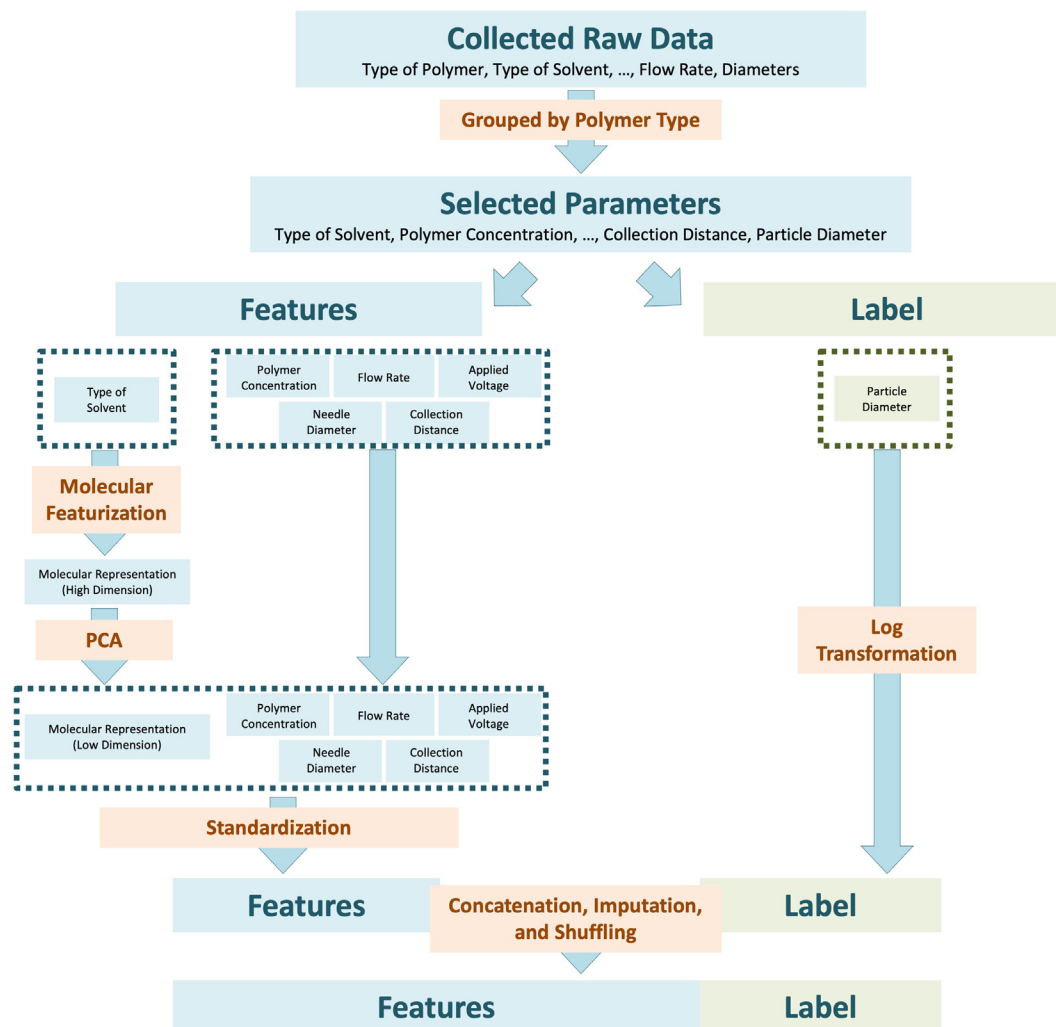 Collected Raw Data
Type of Polymer, Type of Solvent, ..., Flow Rate, Diameters
Grouped by Polymer Type
Selected Parameters
Type of Solvent, Polymer Concentration, ..., Collection Distance, Particle Diameter
Features
Label
Type of
Solvent
Polymer
Concentration
Flow Rate
Applied
Voltage
Needle
Diameter
Collection
Distance
Particle
Diameter
Molecular
Featurization
Molecular Representation
(High Dimension)
PCA
Log
Transformation
Molecular Representation
(Low Dimension)
Polymer
Concentration
Flow Rate
Applied
Voltage
Needle
Diameter
Collection
Distance
Standardization
Features
Concatenation, Imputation,
and Shuffling
Label
Features
Label